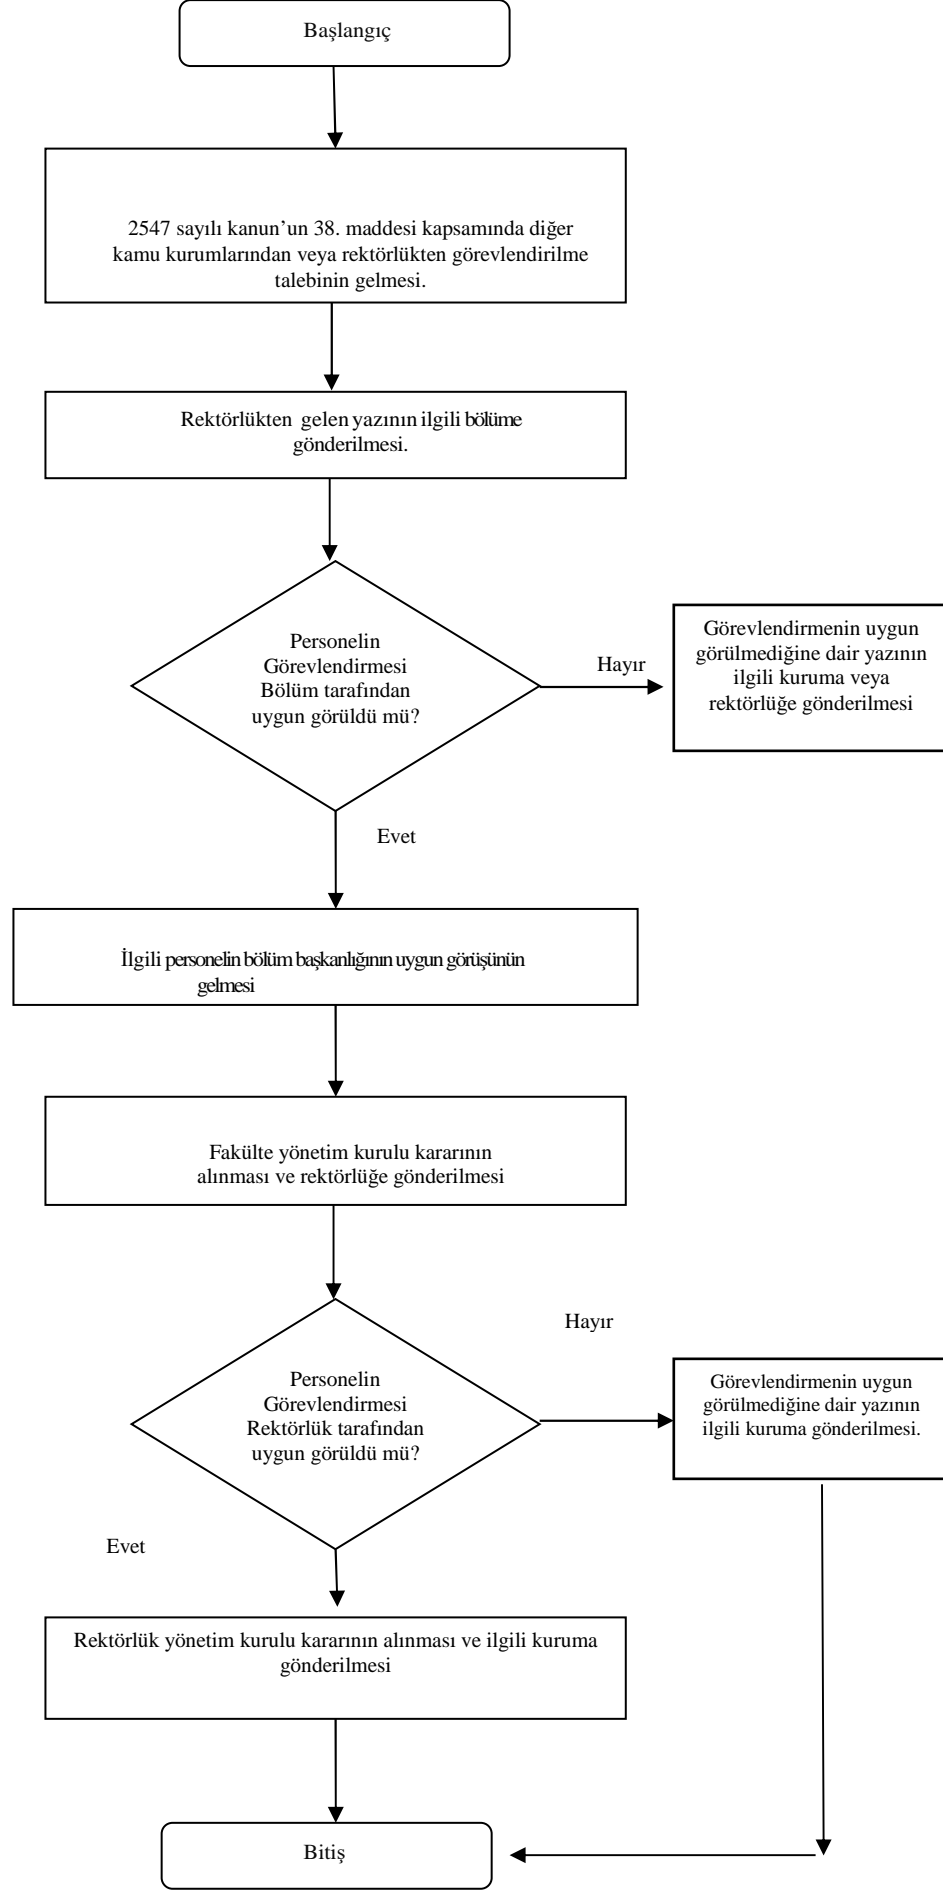 Başlangıç
2547 sayılı kanun’un 38. maddesi kapsamında diğer
kamu kurumlarından veya rektörlükten görevlendirilme
talebinin gelmesi.
Rektörlükten gelen yazının ilgili bölüme
gönderilmesi.
Personelin
Görevlendirmesi
Bölüm tarafından
uygun görüldü mü?
Hayır
Görevlendirmenin uygun
görülmediğine dair yazının
ilgili kuruma veya
rektörlüğe gönderilmesi
Evet
İlgili personelin bölüm başkanlığının uygun görüşünün
gelmesi
Fakülte yönetim kurulu kararının
alınması ve rektörlüğe gönderilmesi
Hayır
Personelin
Görevlendirmesi
Rektörlük tarafından
uygun görüldü mü?
Görevlendirmenin uygun
görülmediğine dair yazının
ilgili kuruma gönderilmesi.
Evet
Rektörlük yönetim kurulu kararının alınması ve ilgili kuruma
gönderilmesi
Bitiş